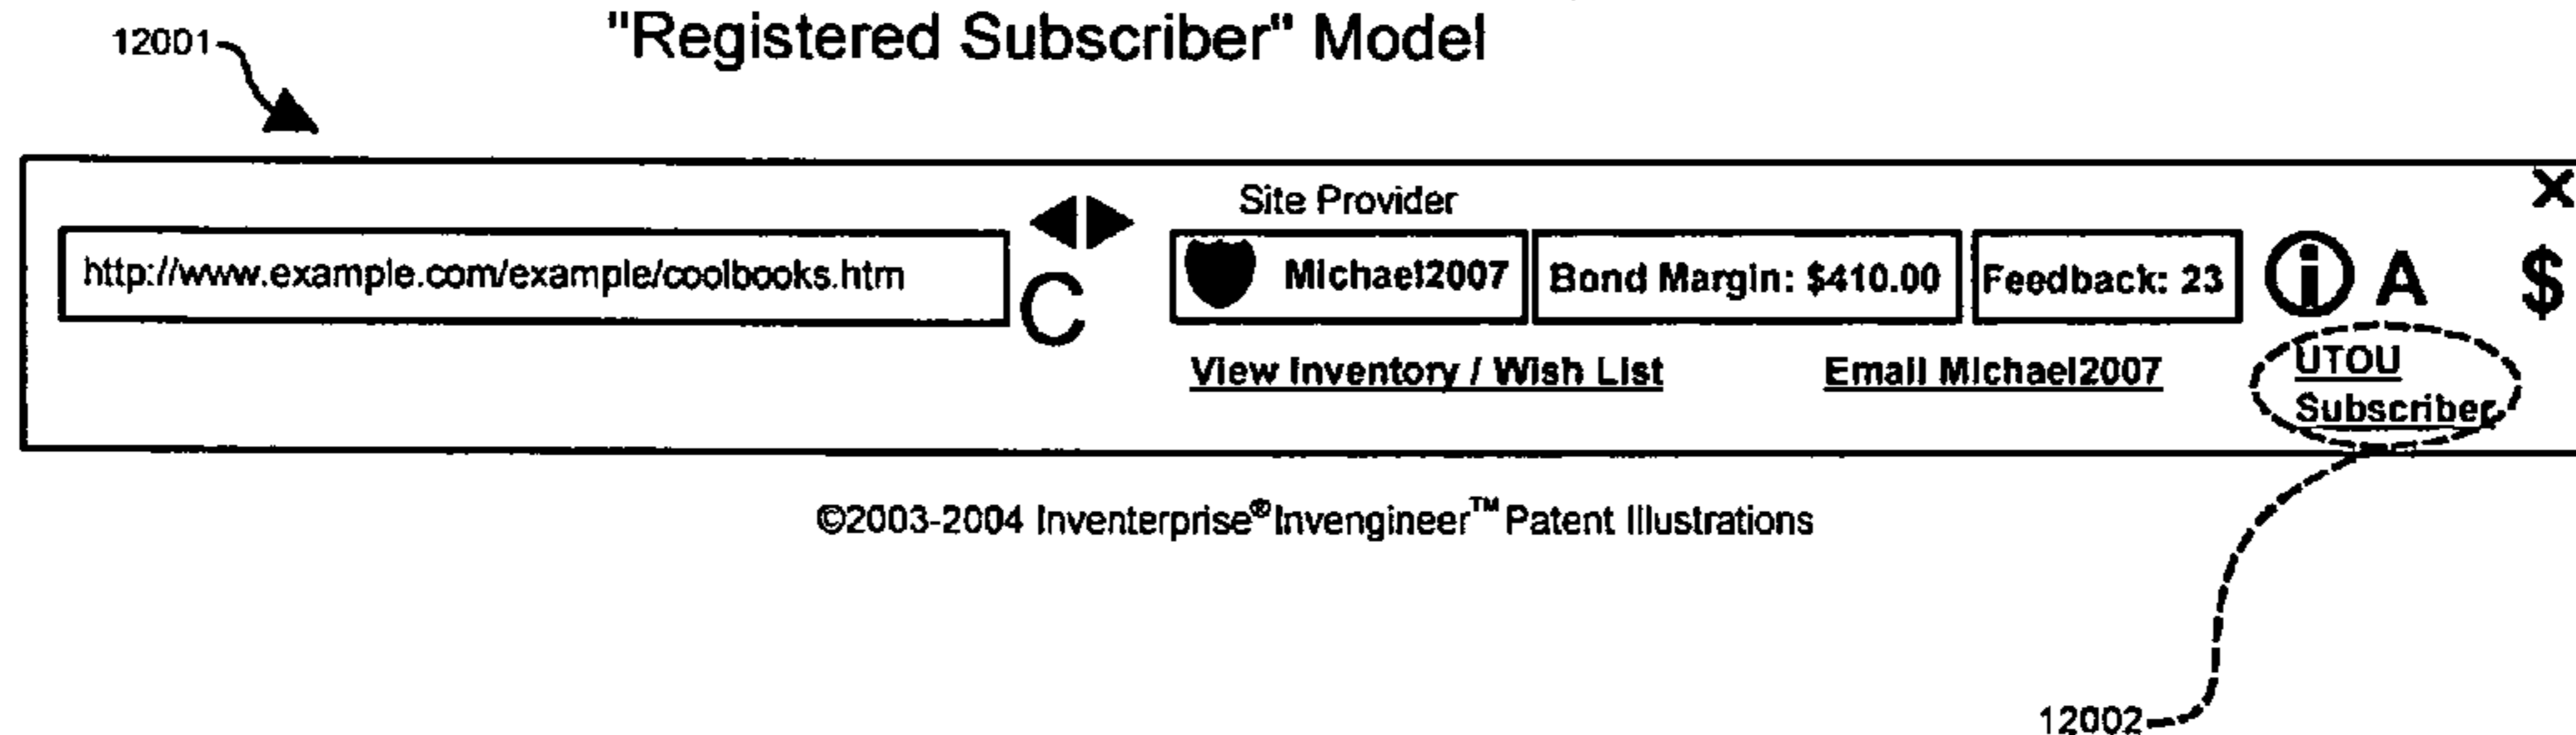 "Registered Subscriber" Model
12001
X
Site Provider
http://www.example.com/example/coolbooks.htm
C
Michael2007
Bond Margin: $410.00
Feedback: 23
i A $
View Inventory / Wish List
Email Michael2007
UTOU
Subscriber
©2003-2004 Inventerprise®Invengineer™ Patent Illustrations
12002